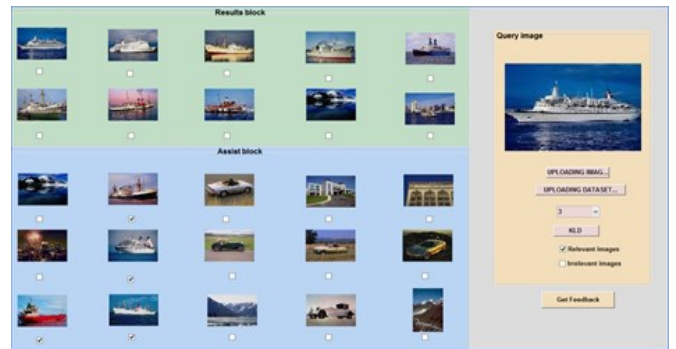 Results block
Query image
UPLOADING IMAG...
UPLOADING DATASET...
3
KLD
Relevant images
Irrelevant images
Get Feedback
Assist block